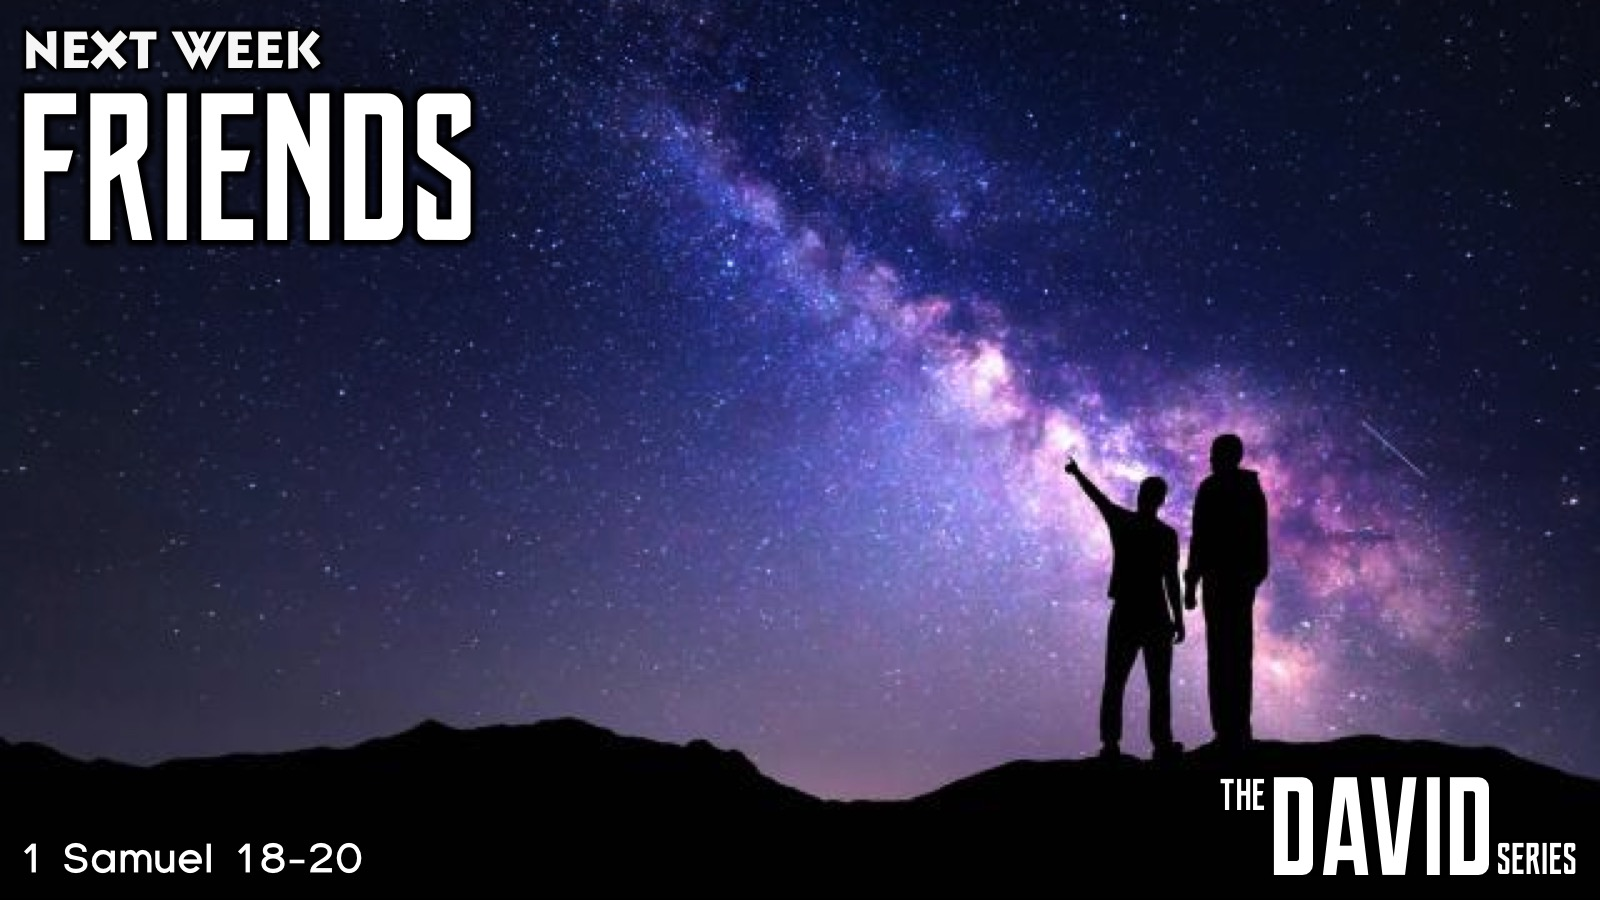 NEXT WEEK
FRIENDS
THE DAVID SERIES
1 Samuel 18-20